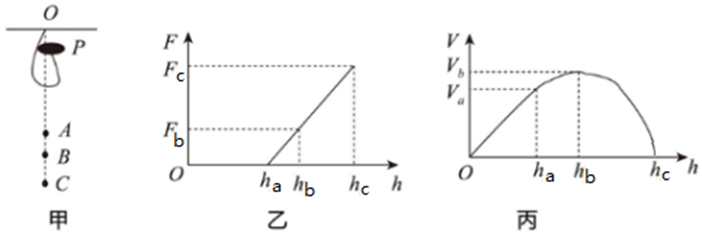 O
P
A
B
C
甲
F
F_c
F_b
O
h_a
h_b
h_c
h
乙
V
V_b
V_a
O
h_a
h_b
h_c
h
丙